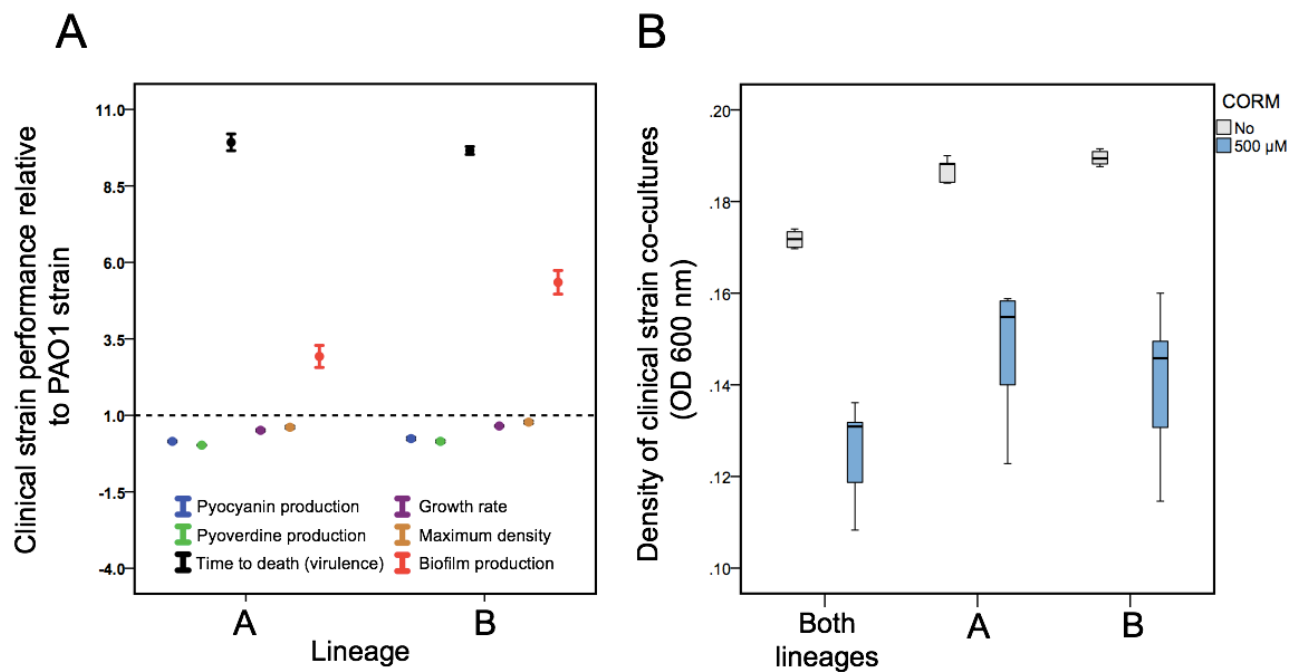 A
Clinical strain performance relative
to PAO1 strain
11.0
8.5
6.0
3.5
1.0
-1.5
-4.0
Pyocyanin production
Pyoverdine production
Time to death (virulence)
Growth rate
Maximum density
Biofilm production
A
B
Lineage
B
Density of clinical strain co-cultures
(OD 600 nm)
.20
.18
.16
.14
.12
.10
CORM
No
500 µM
Both
lineages
A
B